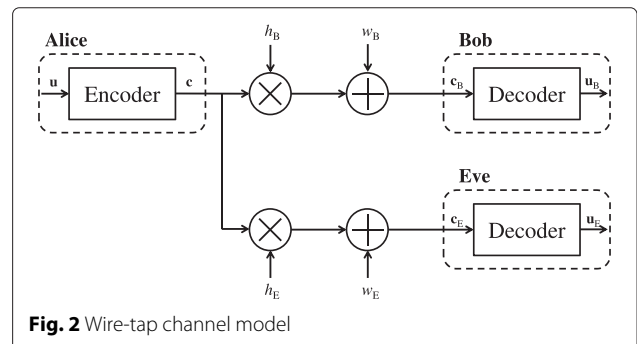 Alice
h_B
w_B
Bob
u
Encoder
c
c_B
Decoder
u_B
Eve
c_E
Decoder
u_E
h_E
w_E
Fig. 2 Wire-tap channel model